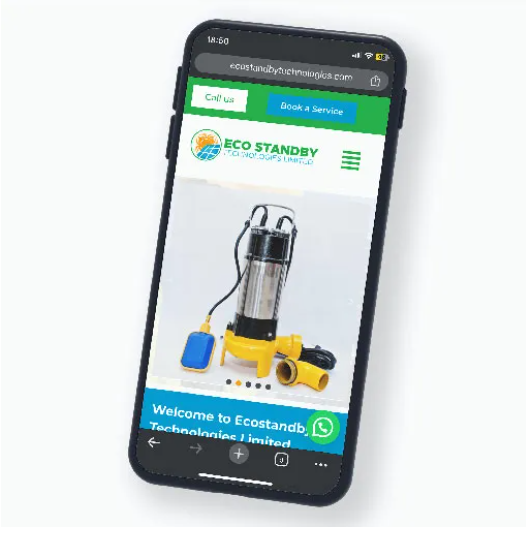 18:50
ecostandbytechnologies.com
Call us
Book a Service
ECO STANDBY
TECHNOLOGIES LIMITED
Welcome to Ecostandby
Technologies Limited